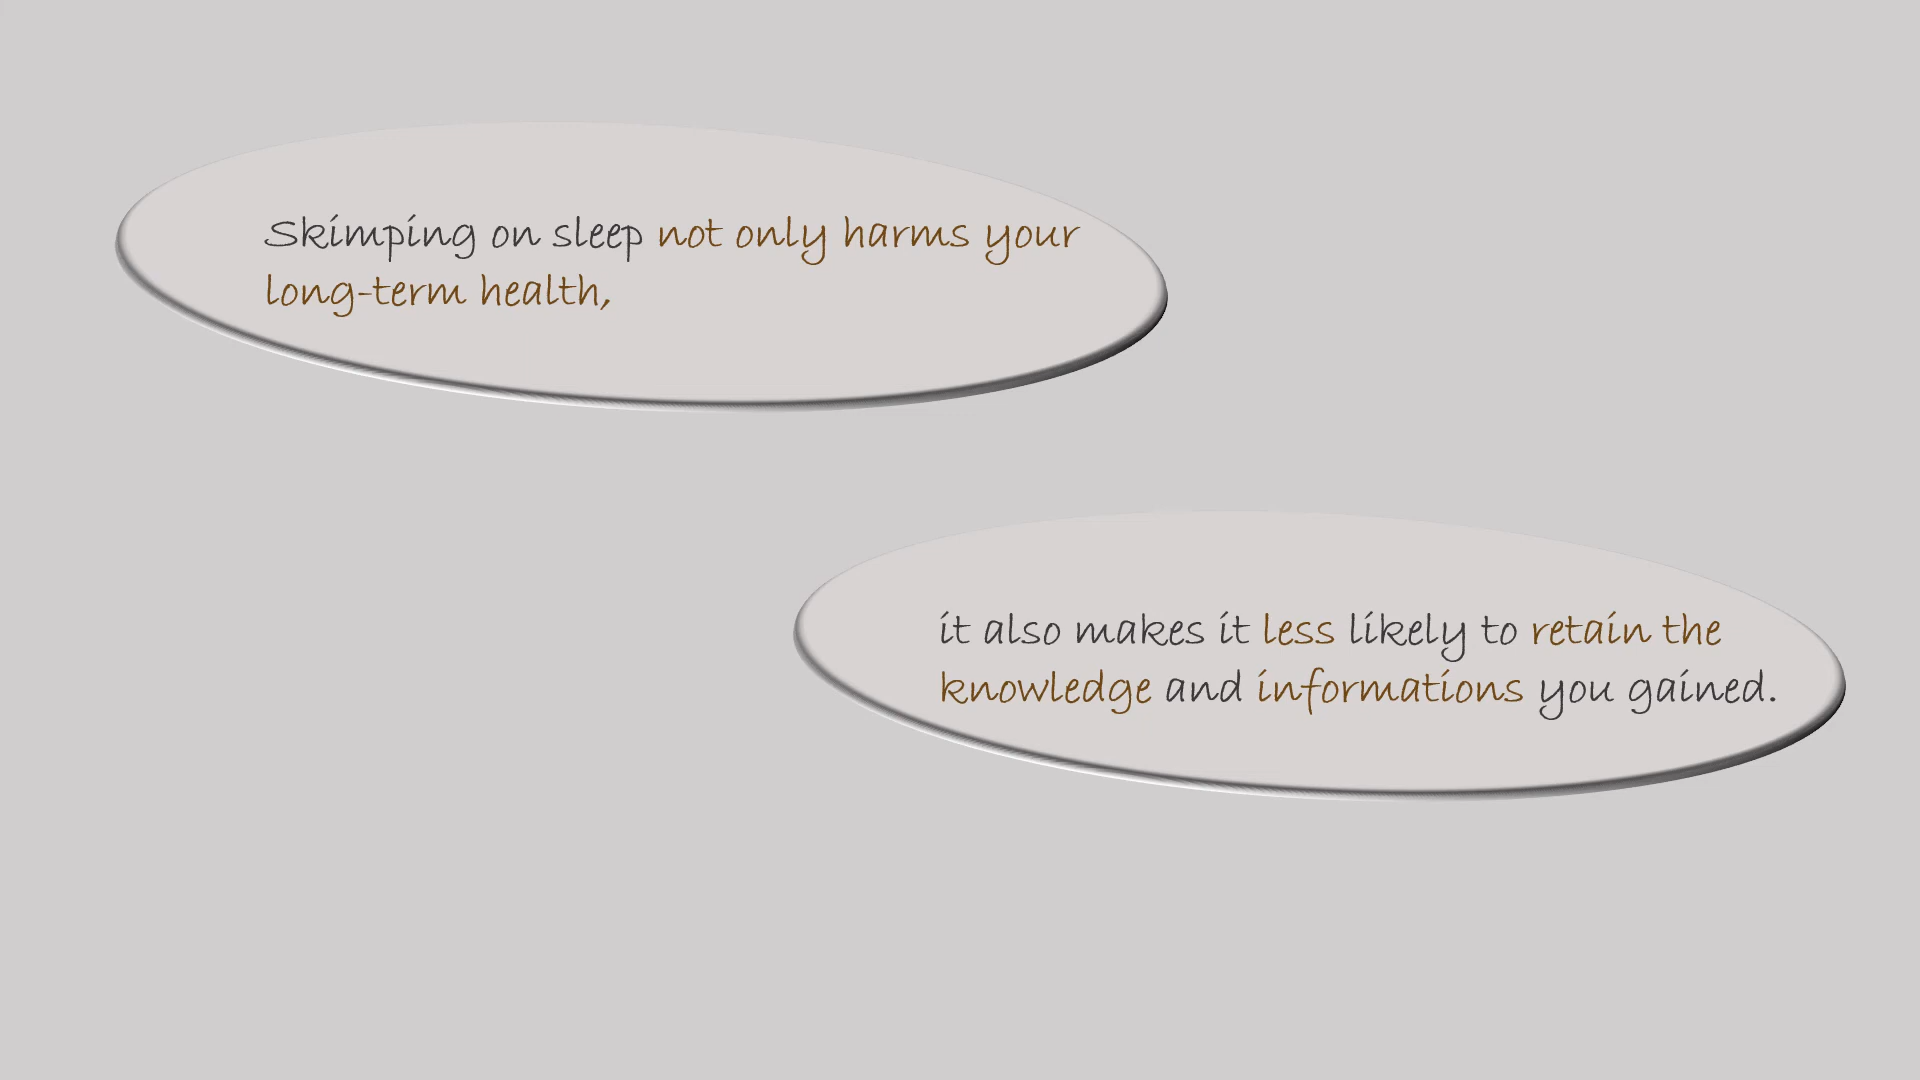 Skimping on sleep not only harms your
long-term health,
it also makes it less likely to retain the
knowledge and informations you gained.